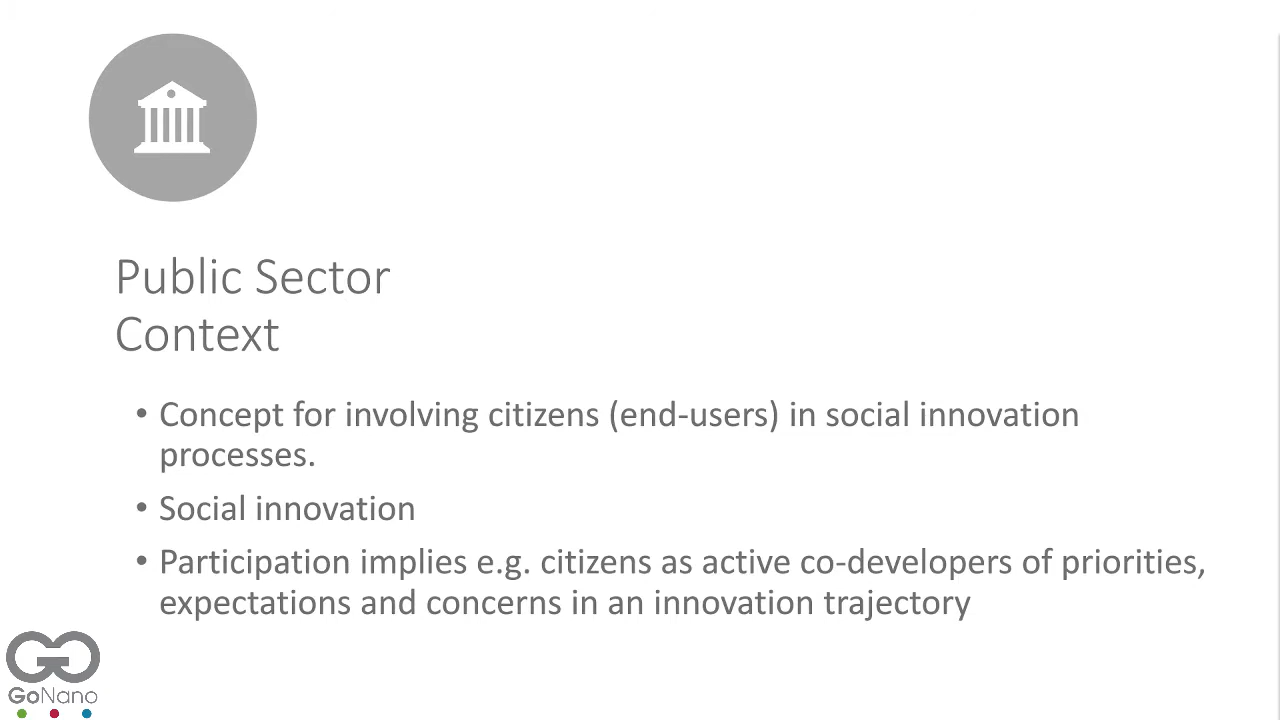 Public Sector
Context
• Concept for involving citizens (end-users) in social innovation
processes.
• Social innovation
• Participation implies e.g. citizens as active co-developers of priorities,
expectations and concerns in an innovation trajectory
GoNano